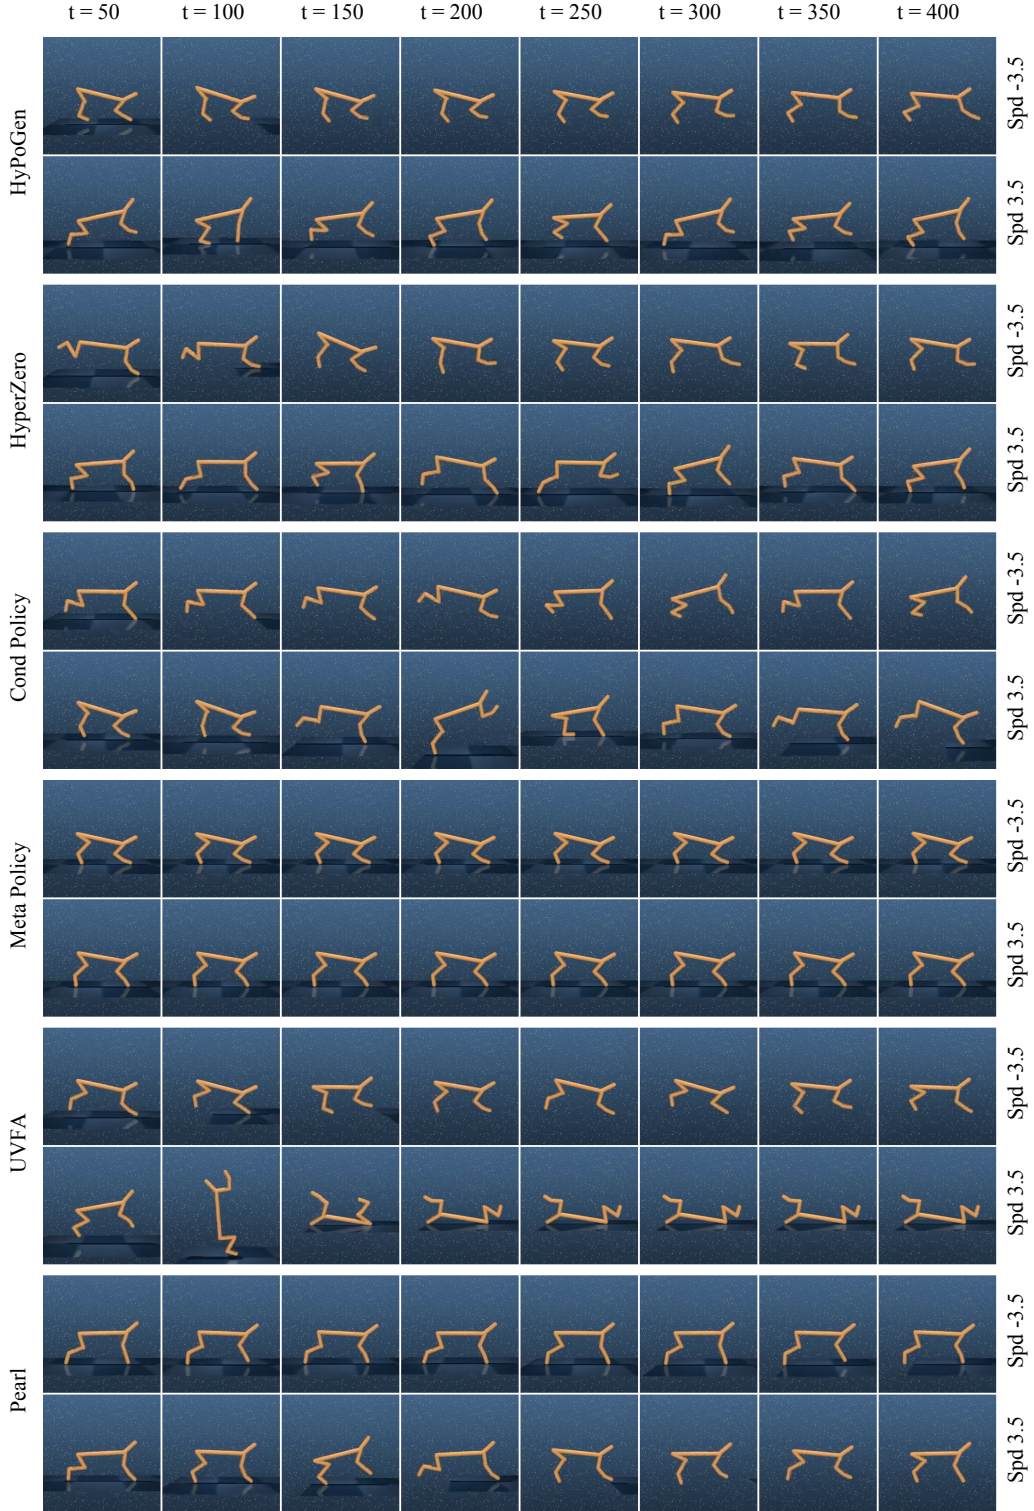 t = 50 t = 100 t = 150 t = 200 t = 250 t = 300 t = 350 t = 400
HyPoGen
Spd -3.5
Spd 3.5
HyperZero
Spd -3.5
Spd 3.5
Cond Policy
Spd -3.5
Spd 3.5
Meta Policy
Spd -3.5
Spd 3.5
UVFA
Spd -3.5
Spd 3.5
Pearl
Spd -3.5
Spd 3.5